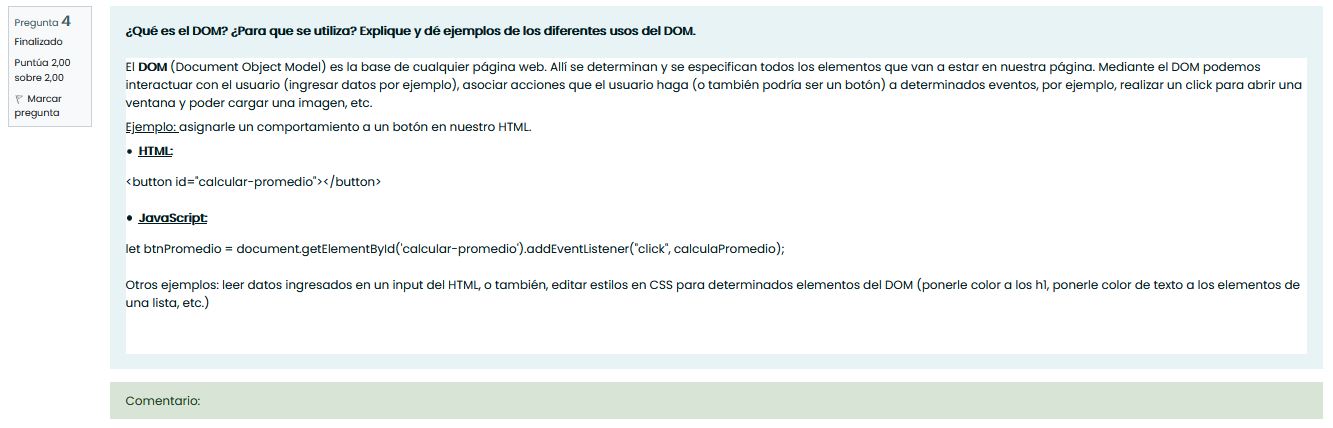 Pregunta 4
Finalizado
Puntúa 2,00
sobre 2,00
Marcar
pregunta
¿Qué es el DOM? ¿Para que se utiliza? Explique y dé ejemplos de los diferentes usos del DOM.
El DOM (Document Object Model) es la base de cualquier página web. Allí se determinan y se especifican todos los elementos que van a estar en nuestra página. Mediante el DOM podemos
interactuar con el usuario (ingresar datos por ejemplo), asociar acciones que el usuario haga (o también podría ser un botón) a determinados eventos, por ejemplo, realizar un click para abrir una
ventana y poder cargar una imagen, etc.
Ejemplo: asignarle un comportamiento a un botón en nuestro HTML.
• HTML:
<button id="calcular-promedio"></button>
• JavaScript:
let btnPromedio = document.getElementById('calcular-promedio').addEventListener("click", calculaPromedio);
Otros ejemplos: leer datos ingresados en un input del HTML, o también, editar estilos en CSS para determinados elementos del DOM (ponerle color a los h1, ponerle color de texto a los elementos de
una lista, etc.)
Comentario: